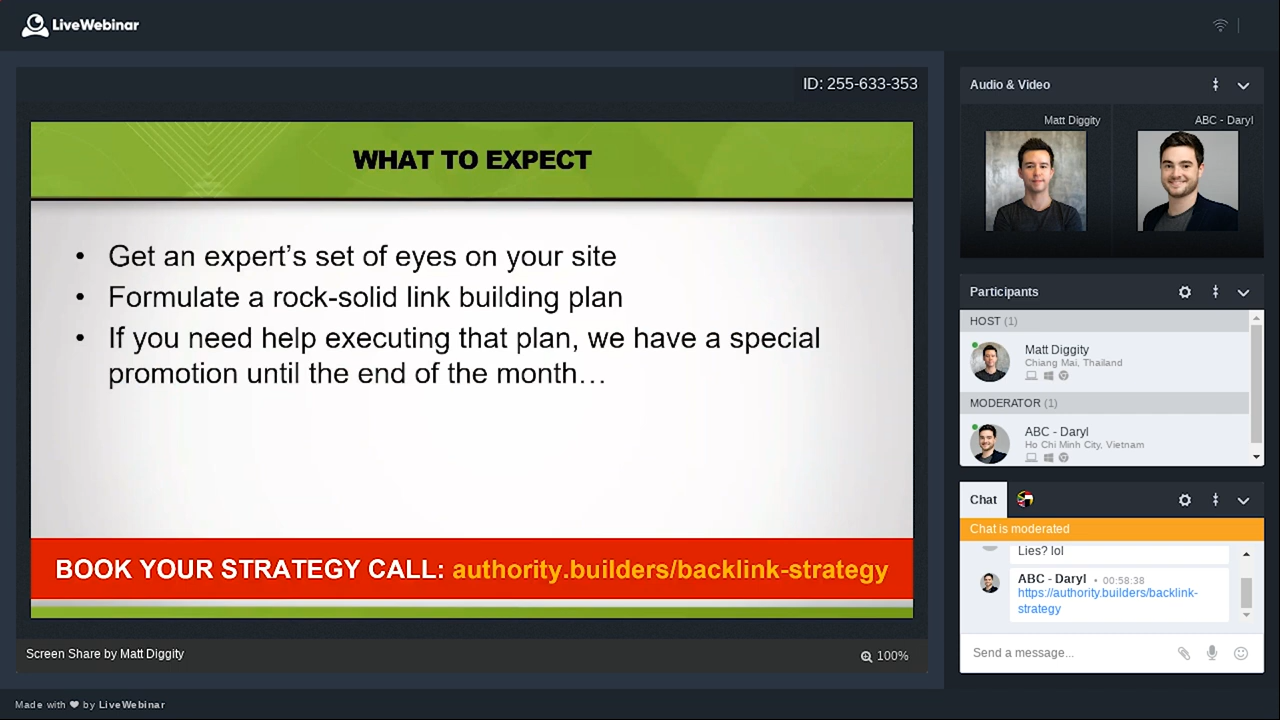 LiveWebinar
ID: 255-633-353
WHAT TO EXPECT
• Get an expert’s set of eyes on your site
• Formulate a rock-solid link building plan
• If you need help executing that plan, we have a special
promotion until the end of the month…
BOOK YOUR STRATEGY CALL: authority.builders/backlink-strategy
Screen Share by Matt Diggity
100%
Audio & Video
Matt Diggity
ABC - Daryl
Participants
HOST (1)
Matt Diggity
Chiang Mai, Thailand
MODERATOR (1)
ABC - Daryl
Ho Chi Minh City, Vietnam
Chat
Chat is moderated
Lies? lol
ABC - Daryl • 00:58:38
https://authority.builders/backlink-
strategy
Send a message...
Made with ❤ by LiveWebinar